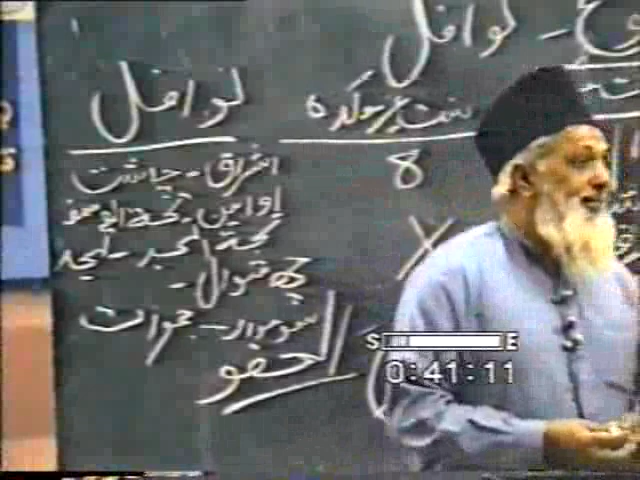 نوافل
نوافل
سنت غیر موکدہ
8
اشراق - چاشت
اوابین - تحیۃ الوضو
تحیۃ المسجد - تہجد
چھ شوال -
سوموار - جمعرات
العفو
S E
0:41:11